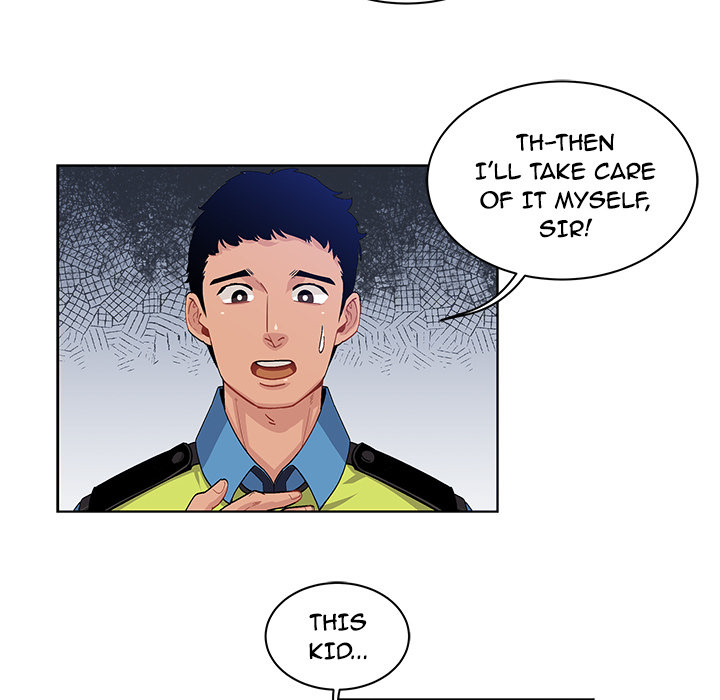 TH-THEN
I'LL TAKE CARE
OF IT MYSELF,
SIR!
THIS
KID...